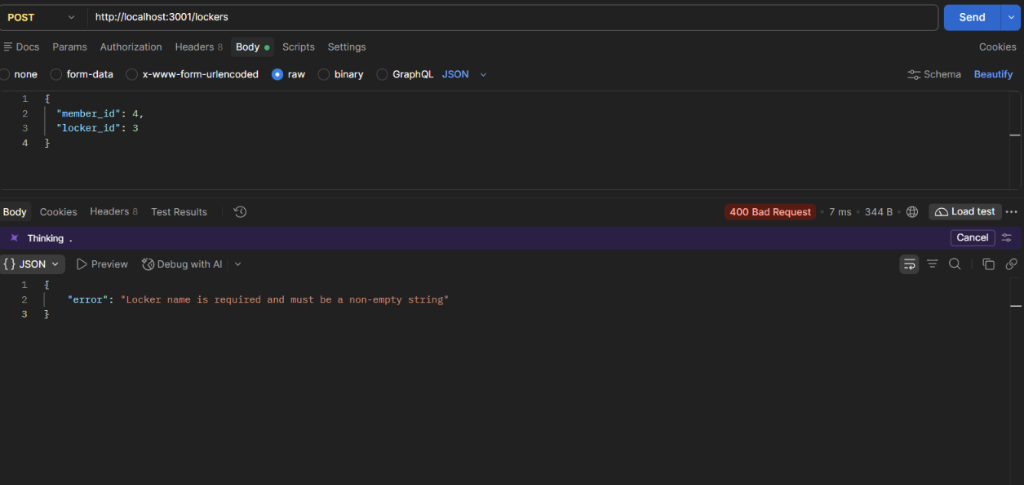 POST http://localhost:3001/lockers Send
Docs Params Authorization Headers 8 Body Scripts Settings Cookies
none form-data x-www-form-urlencoded raw binary GraphQL JSON Schema Beautify
1 {
2 "member_id": 4,
3 "locker_id": 3
4 }
Body Cookies Headers 8 Test Results 400 Bad Request • 7 ms • 344 B • Load test
Thinking . Cancel
{ } JSON Preview Debug with AI
1 {
2 "error": "Locker name is required and must be a non-empty string"
3 }